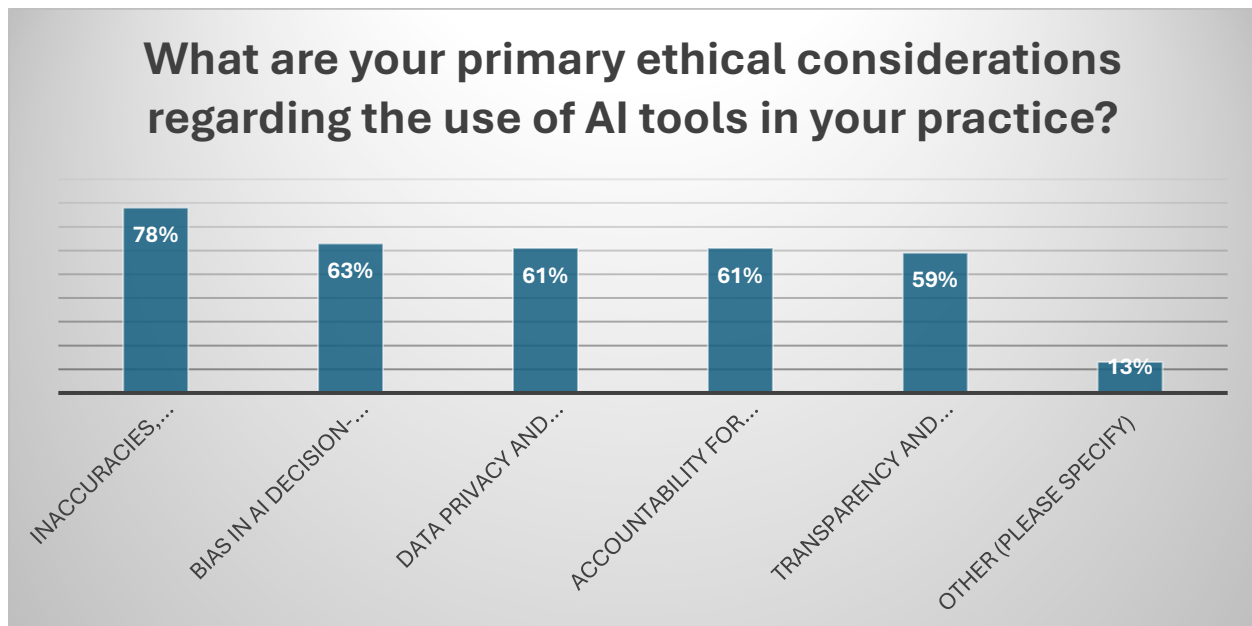 What are your primary ethical considerations
regarding the use of AI tools in your practice?
78%
63%
61%
61%
59%
13%
INACCURACIES,...
BIAS IN AI DECISION-...
DATA PRIVACY AND...
ACCOUNTABILITY FOR...
TRANSPARENCY AND...
OTHER (PLEASE SPECIFY)